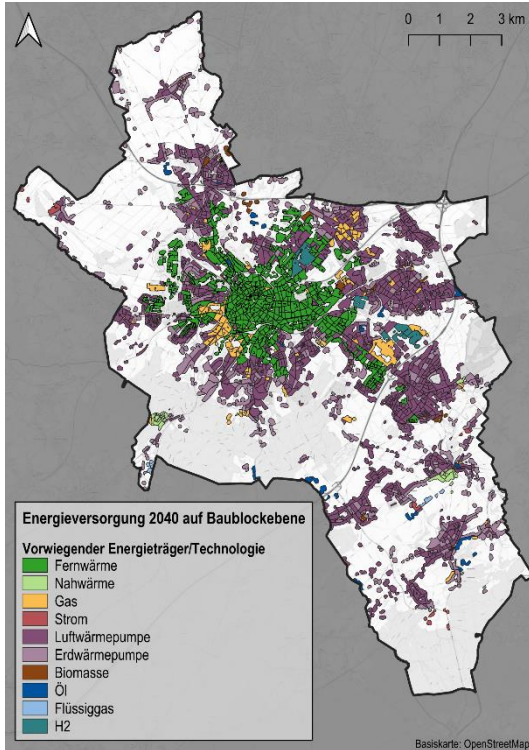 0 1 2 3 km
Energieversorgung 2040 auf Baublockebene
Vorwiegender Energieträger/Technologie
Fernwärme
Nahwärme
Gas
Strom
Luftwärmepumpe
Erdwärmepumpe
Biomasse
Öl
Flüssiggas
H2
Basiskarte: OpenStreetMap